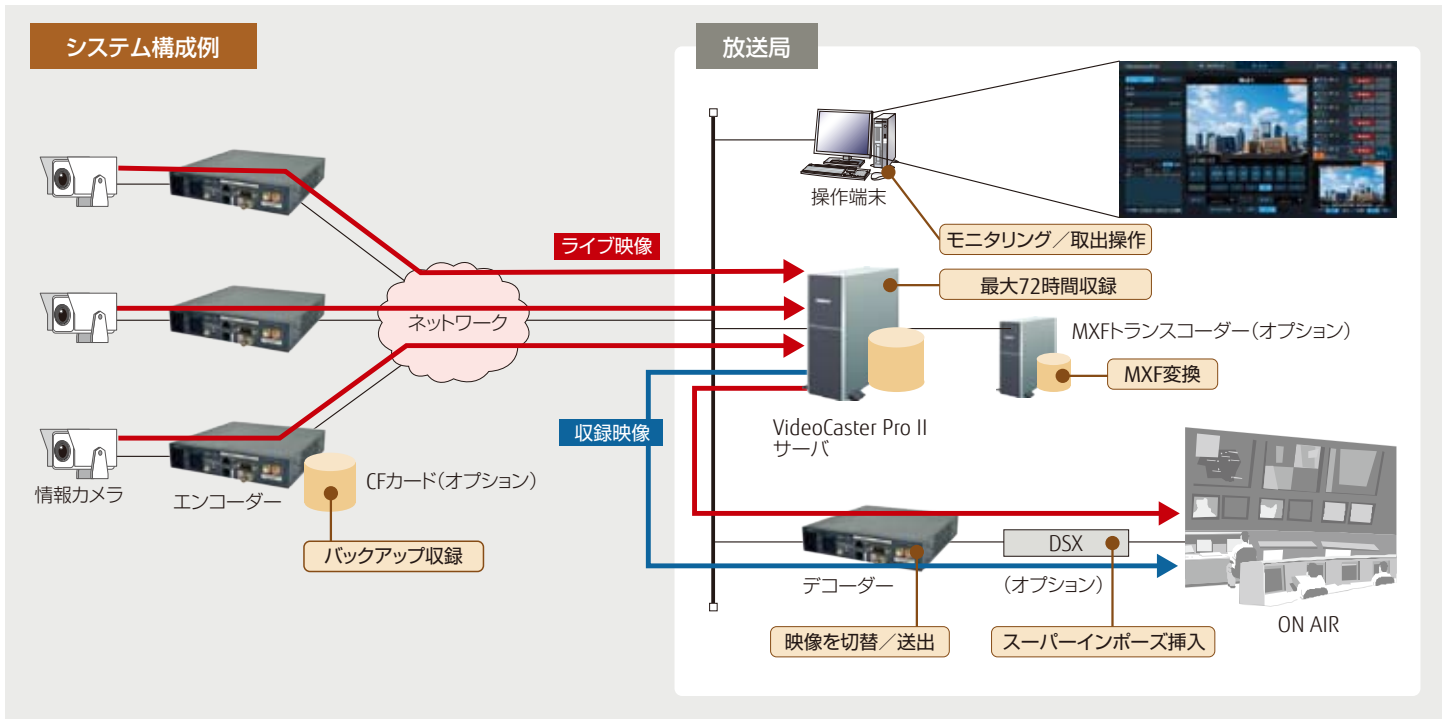 システム構成例
放送局
操作端末
モニタリング/取出操作
ライブ映像
最大72時間収録
ネットワーク
MXFトランスコーダー(オプション)
MXF変換
収録映像
VideoCaster Pro II
サーバ
情報カメラ
エンコーダー
CFカード(オプション)
バックアップ収録
DSX
デコーダー
(オプション)
映像を切替/送出
スーパーインポーズ挿入
ON AIR